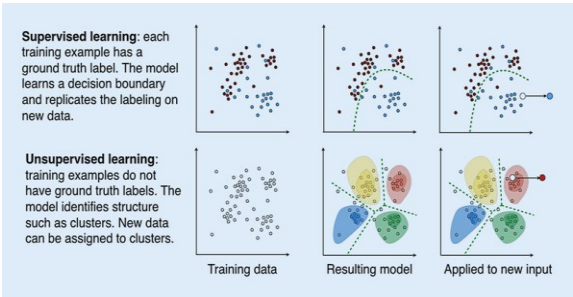 Supervised learning: each
training example has a
ground truth label. The model
learns a decision boundary
and replicates the labeling on
new data.
Unsupervised learning:
training examples do not
have ground truth labels. The
model identifies structure
such as clusters. New data
can be assigned to clusters.
Training data
Resulting model
Applied to new input